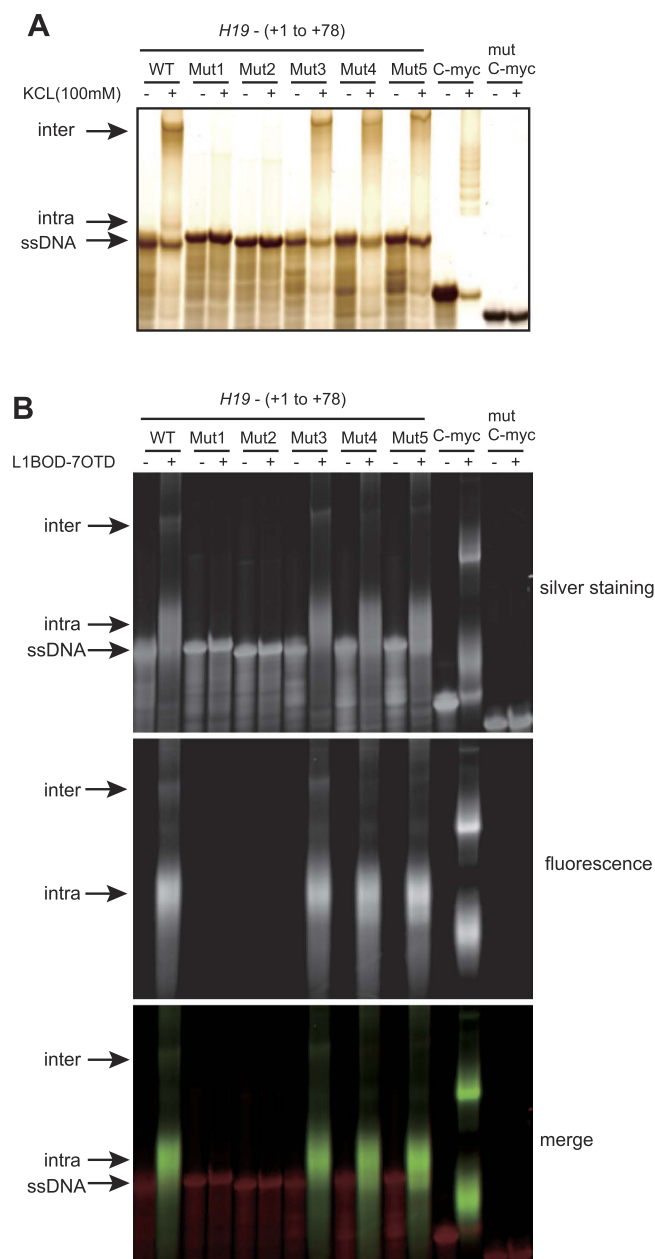 A
H19 - (+1 to +78)
WT Mut1 Mut2 Mut3 Mut4 Mut5 C-myc mut C-myc
KCL(100mM) - + - + - + - + - + - + - + - +
inter
intra
ssDNA
B
H19 - (+1 to +78)
WT Mut1 Mut2 Mut3 Mut4 Mut5 C-myc mut C-myc
L1BOD-7OTD - + - + - + - + - + - + - + - +
inter
silver staining
intra
ssDNA
inter
fluorescence
intra
inter
merge
intra
ssDNA